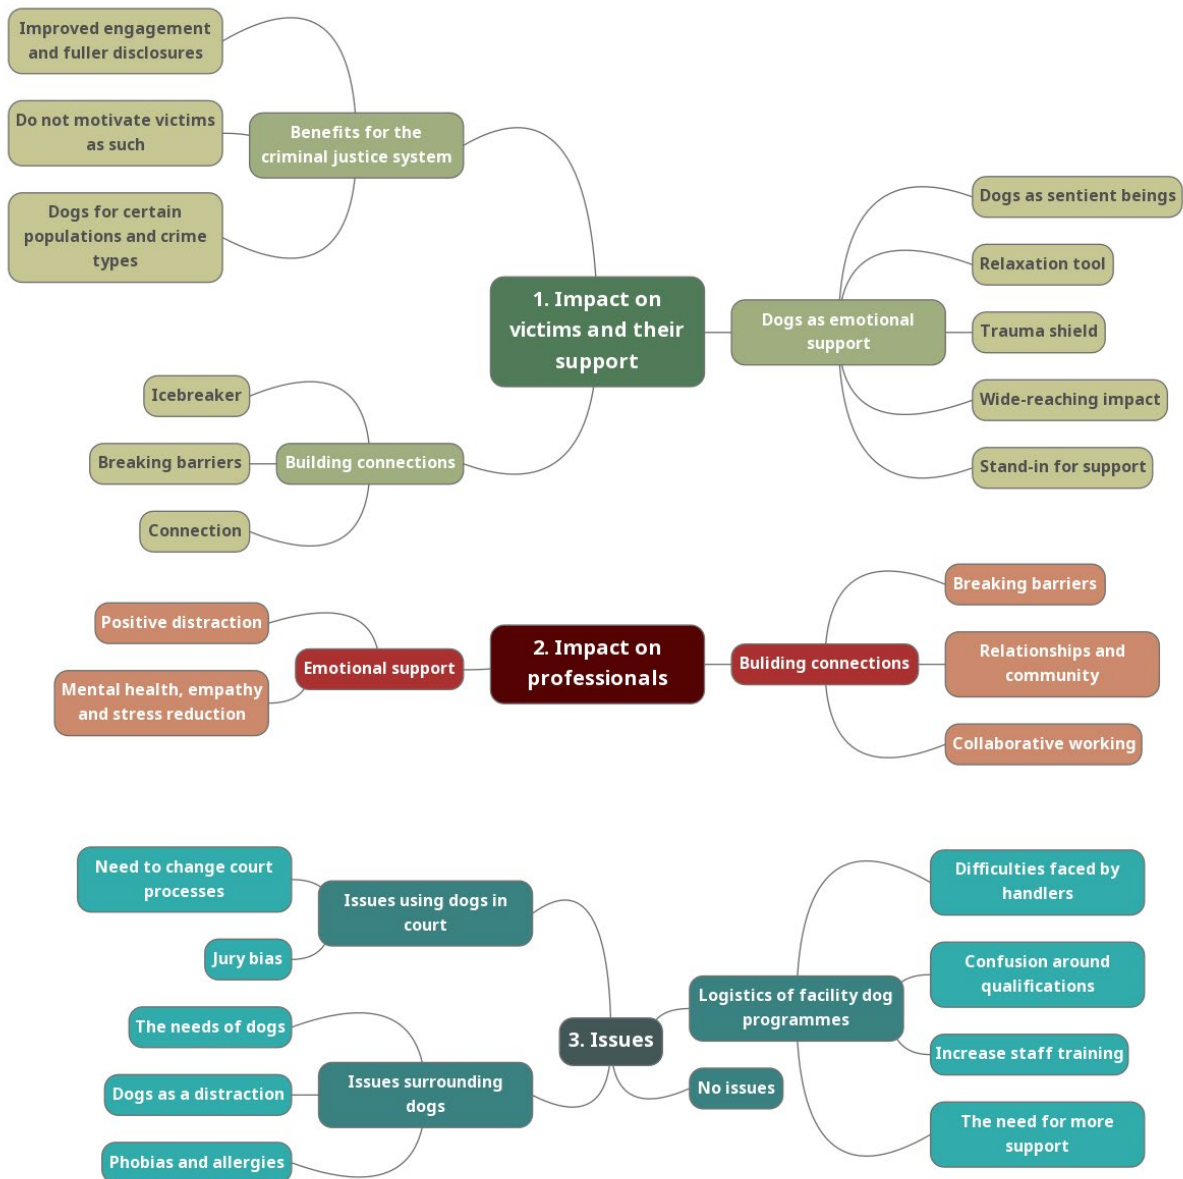 Improved engagement
and fuller disclosures
Do not motivate victims
as such
Dogs for certain
populations and crime
types
Benefits for the
criminal justice system
1. Impact on
victims and their
support
Dogs as emotional
support
Dogs as sentient beings
Relaxation tool
Trauma shield
Wide-reaching impact
Stand-in for support
Icebreaker
Breaking barriers
Connection
Building connections
Positive distraction
Mental health, empathy
and stress reduction
Emotional support
2. Impact on
professionals
Buliding connections
Breaking barriers
Relationships and
community
Collaborative working
Need to change court
processes
Jury bias
Issues using dogs in
court
The needs of dogs
Dogs as a distraction
Phobias and allergies
Issues surrounding
dogs
3. Issues
Logistics of facility dog
programmes
No issues
Difficulties faced by
handlers
Confusion around
qualifications
Increase staff training
The need for more
support